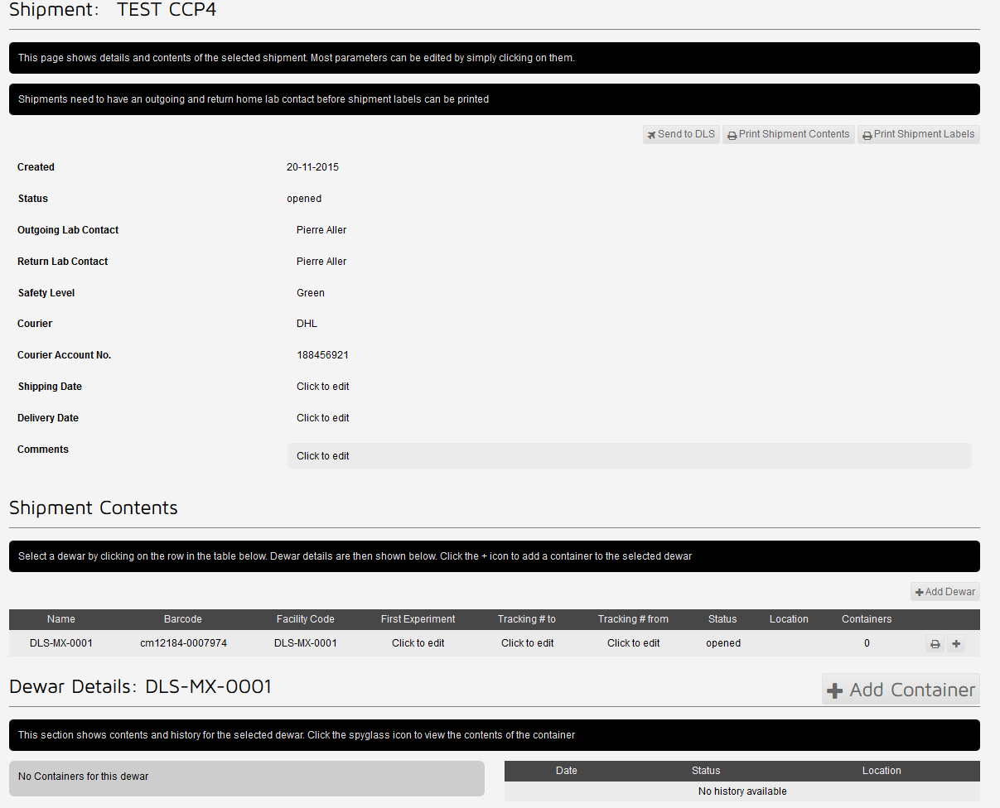 Shipment: TEST CCP4
This page shows details and contents of the selected shipment. Most parameters can be edited by simply clicking on them.
Shipments need to have an outgoing and return home lab contact before shipment labels can be printed
Send to DLS Print Shipment Contents Print Shipment Labels
Created 20-11-2015
Status opened
Outgoing Lab Contact Pierre Aller
Return Lab Contact Pierre Aller
Safety Level Green
Courier DHL
Courier Account No. 188456921
Shipping Date Click to edit
Delivery Date Click to edit
Comments Click to edit
Shipment Contents
Select a dewar by clicking on the row in the table below. Dewar details are then shown below. Click the + icon to add a container to the selected dewar
+ Add Dewar
Name Barcode Facility Code First Experiment Tracking # to Tracking # from Status Location Containers
DLS-MX-0001 cm12184-0007974 DLS-MX-0001 Click to edit Click to edit Click to edit opened 0 +
Dewar Details: DLS-MX-0001 + Add Container
This section shows contents and history for the selected dewar. Click the spyglass icon to view the contents of the container
No Containers for this dewar
Date Status Location
No history available